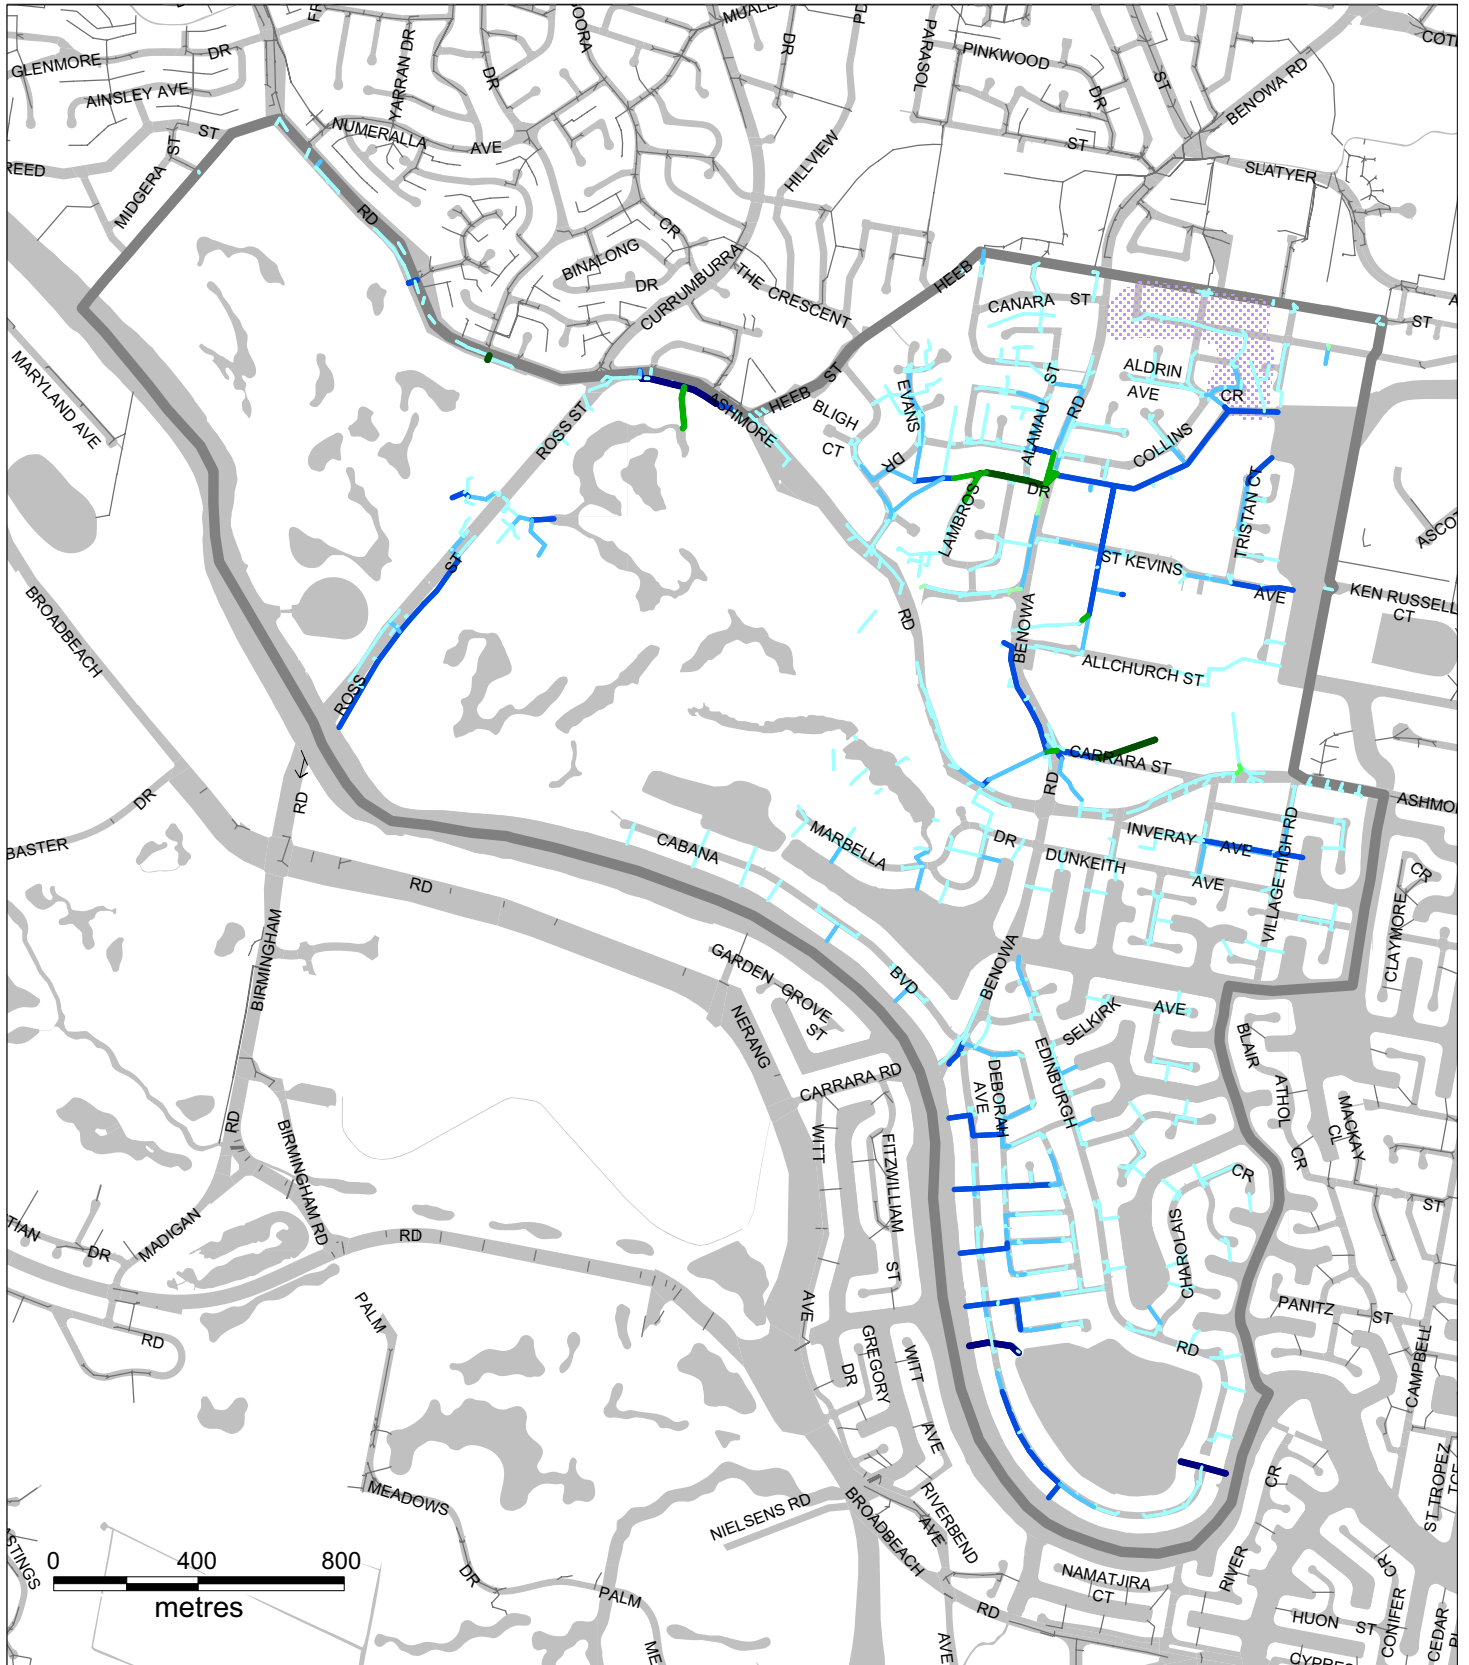 GLENMORE
DR
AINSLEY AVE
ST
REED
MIDGERA ST
YARRAN DR
NUMERALLA
AVE
DR
DR
HILLVIEW
PARASOL
PINKWOOD
DR
ST
ST
BENOWA RD
SLATYER
RD
BINALONG
DR
CR
CURRUMBURRA
THE CRESCENT
HEEB
CANARA ST
ST
MARYLAND AVE
ROSS ST
ASHMORE
HEEB ST
BLIGH
CT
EVANS
DR
ALAMAU ST
RD
ALDRIN
AVE
CR
COLLINS
LAMBROS
DR
TRISTAN CT
ST KEVINS
AVE
KEN RUSSELL
CT
BROADBEACH
ROSS
ST
RD
BENOWA
ALLCHURCH ST
CARRARA ST
RD
RD
DR
RD
CABANA
MARBELLA
DR
DUNKEITH
INVERAY
AVE
AVE
VILLAGE HIGH RD
CR
CLAYMORE
BIRMINGHAM
GARDEN GROVE
ST
BVD
BENOWA
NERANG
CARRARA RD
SELKIRK
AVE
EDINBURGH
DEBORAH
AVE
BLAIR
ATHOL
CR
MACKAY
CL
ST
RD
BIRMINGHAM RD
MADIGAN
DR
RD
WITT
FITZWILLIAM
ST
CR
CHAROLAIS
RD
RD
PALM
AVE
GREGORY
DR
WITT
AVE
PANITZ
ST
CAMPBELL
MEADOWS
DR
NIELSENS RD
BROADBEACH
RIVERBEND
AVE
RD
CR
RIVER
ST TROPEZ
0 400 800
metres
PALM
NAMATJIRA
CT
HUON ST
CR
CONIFER
CEDAR
AVE